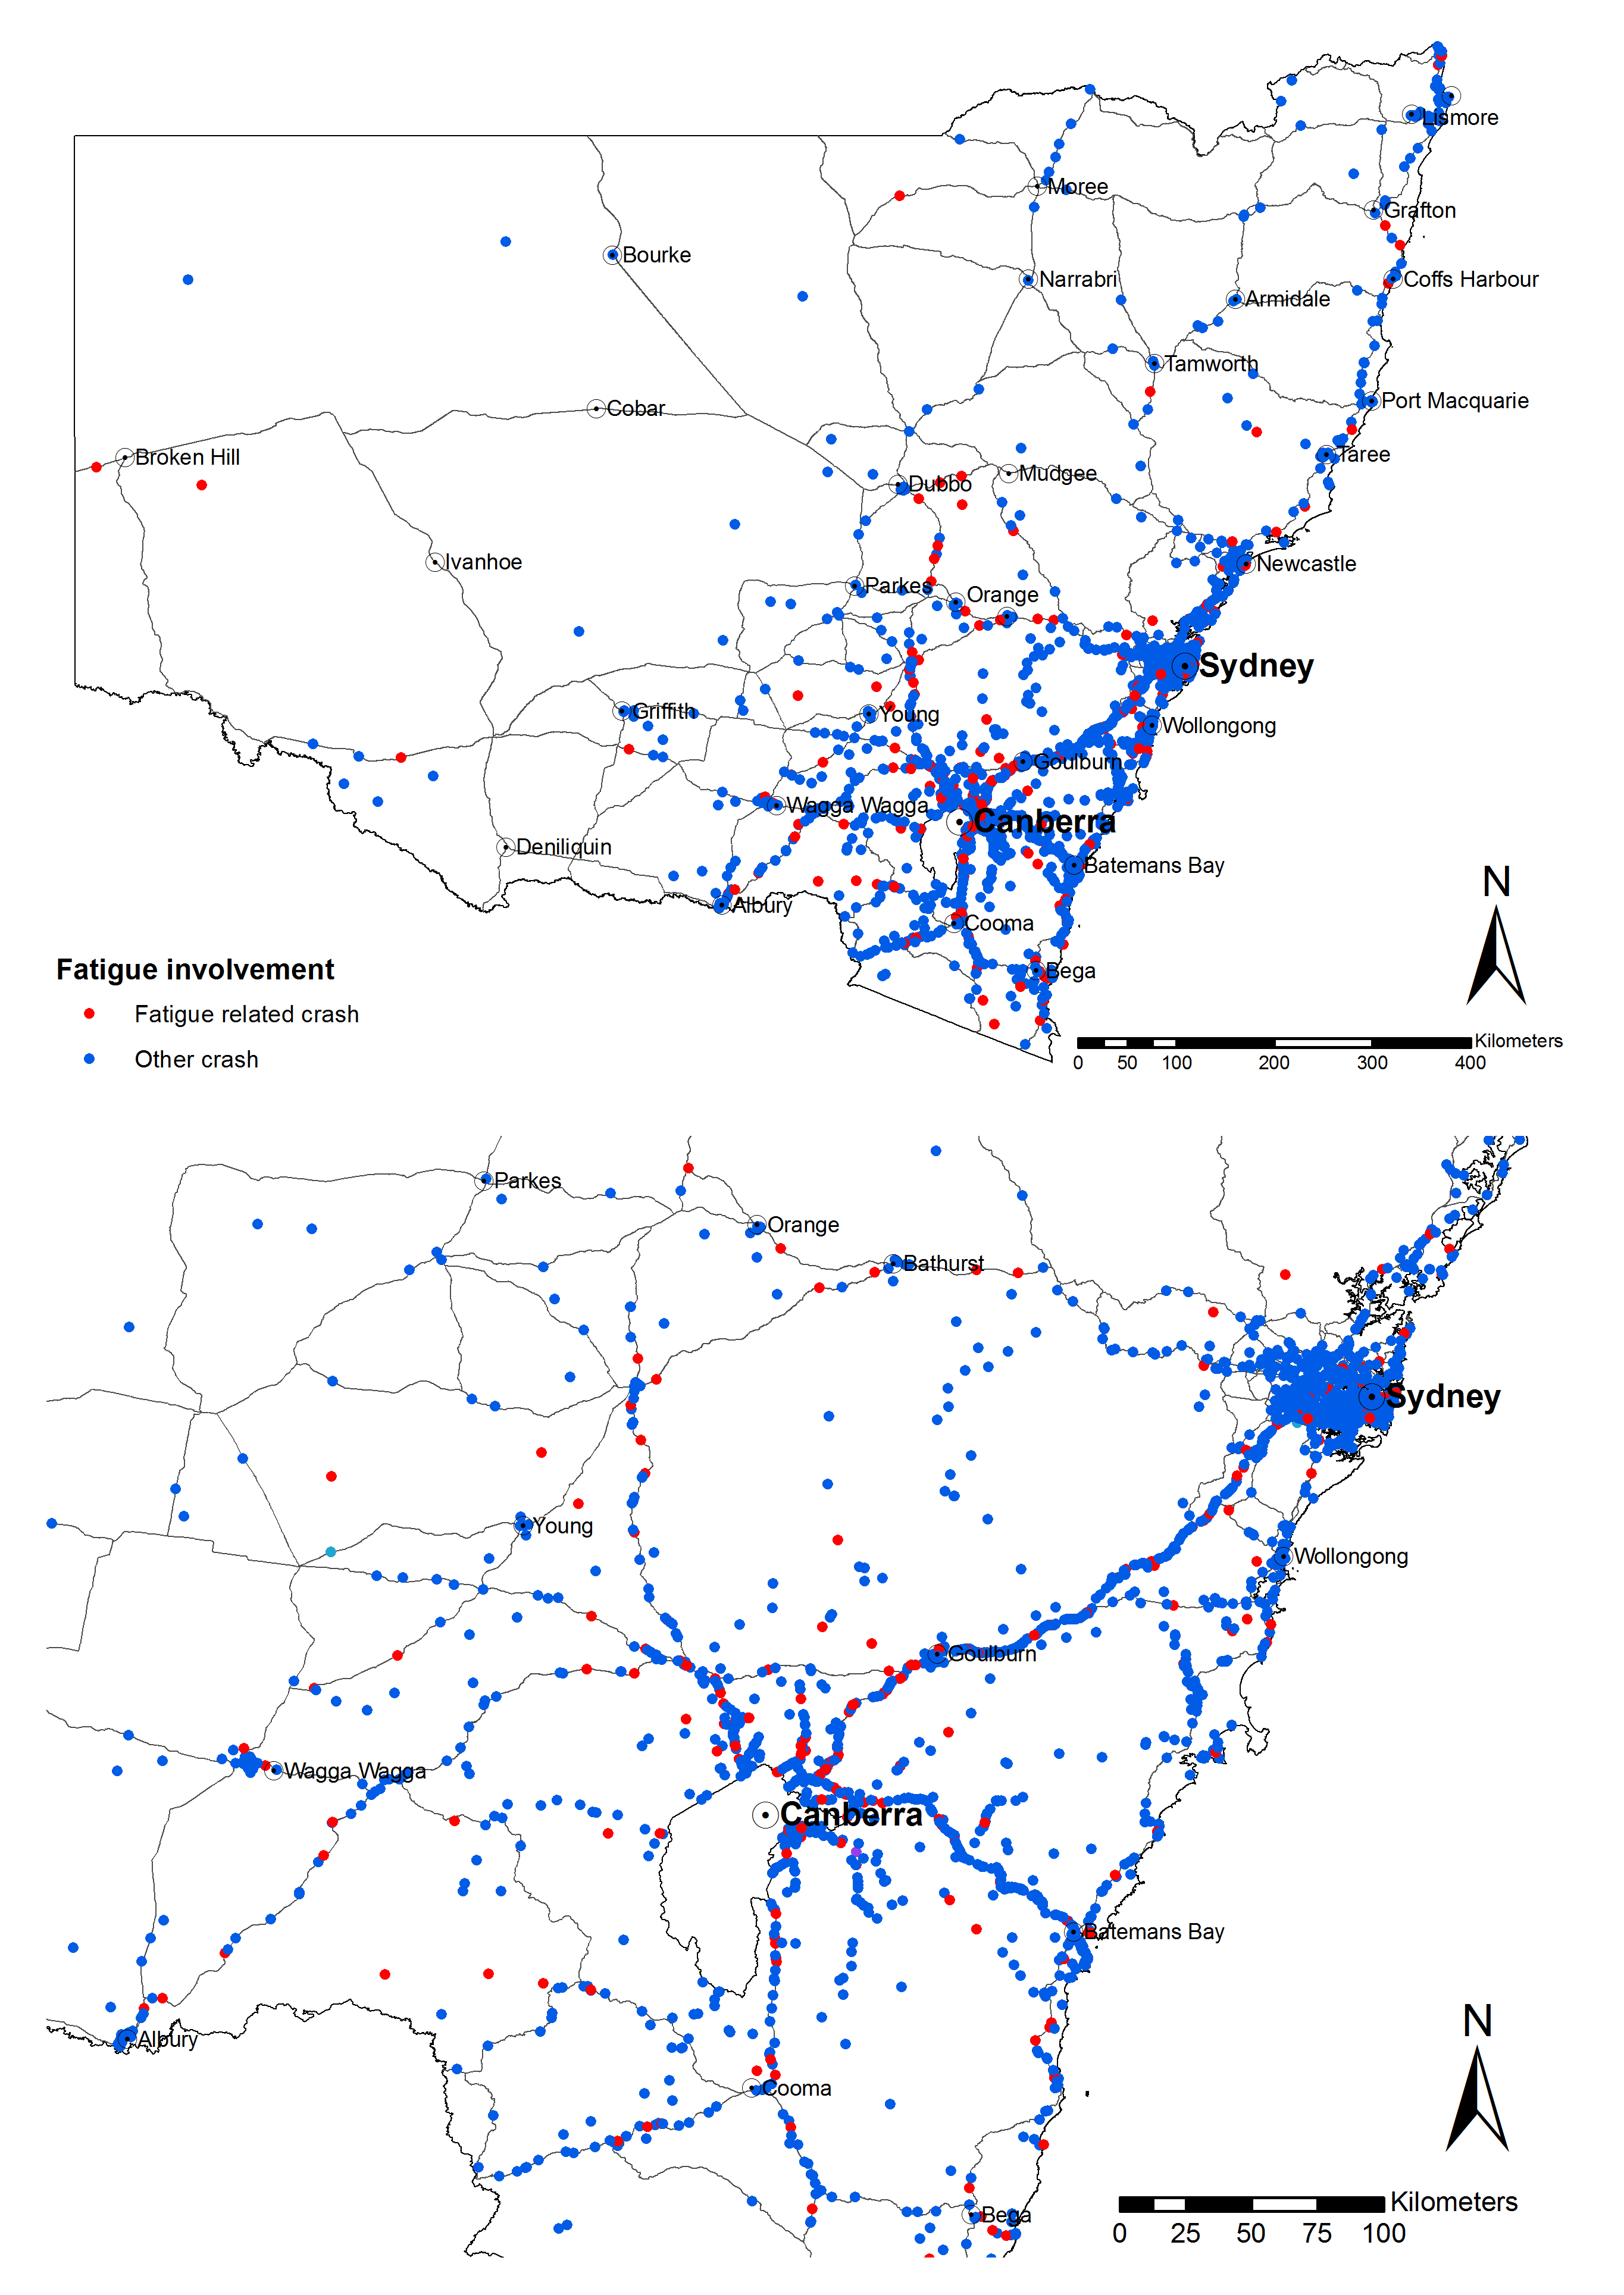 Lismore
Moree
Grafton
Bourke
Narrabri
Coffs Harbour
Armidale
Tamworth
Cobar
Port Macquarie
Broken Hill
Taree
Mudgee
Dubbo
Ivanhoe
Newcastle
Parkes
Orange
Sydney
Griffith
Young
Wollongong
Goulburn
Wagga Wagga
Canberra
Deniliquin
Batemans Bay
Albury
Cooma
Bega
N
Fatigue involvement
Fatigue related crash
Other crash
Kilometers
0 50 100 200 300 400
Parkes
Orange
Bathurst
Sydney
Young
Wollongong
Goulburn
Wagga Wagga
Canberra
Batemans Bay
Albury
Cooma
Bega
N
Kilometers
0 25 50 75 100